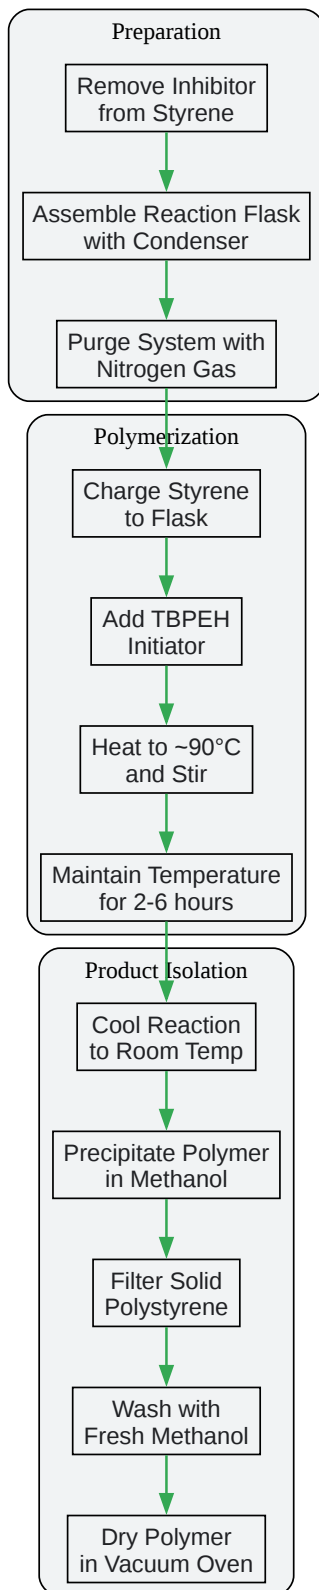 Preparation
Remove Inhibitor
from Styrene
Assemble Reaction Flask
with Condenser
Purge System with
Nitrogen Gas
Polymerization
Charge Styrene
to Flask
Add TBPEH
Initiator
Heat to ~90°C
and Stir
Maintain Temperature
for 2-6 hours
Product Isolation
Cool Reaction
to Room Temp
Precipitate Polymer
in Methanol
Filter Solid
Polystyrene
Wash with
Fresh Methanol
Dry Polymer
in Vacuum Oven